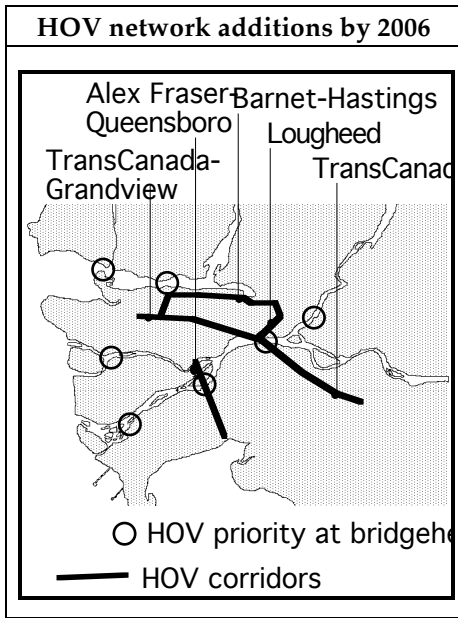 HOV network additions by 2006
Alex Fraser-
Queensboro
Barnet-Hastings
Lougheed
TransCanada-
Grandview
TransCanad
HOV priority at bridgehe
HOV corridors